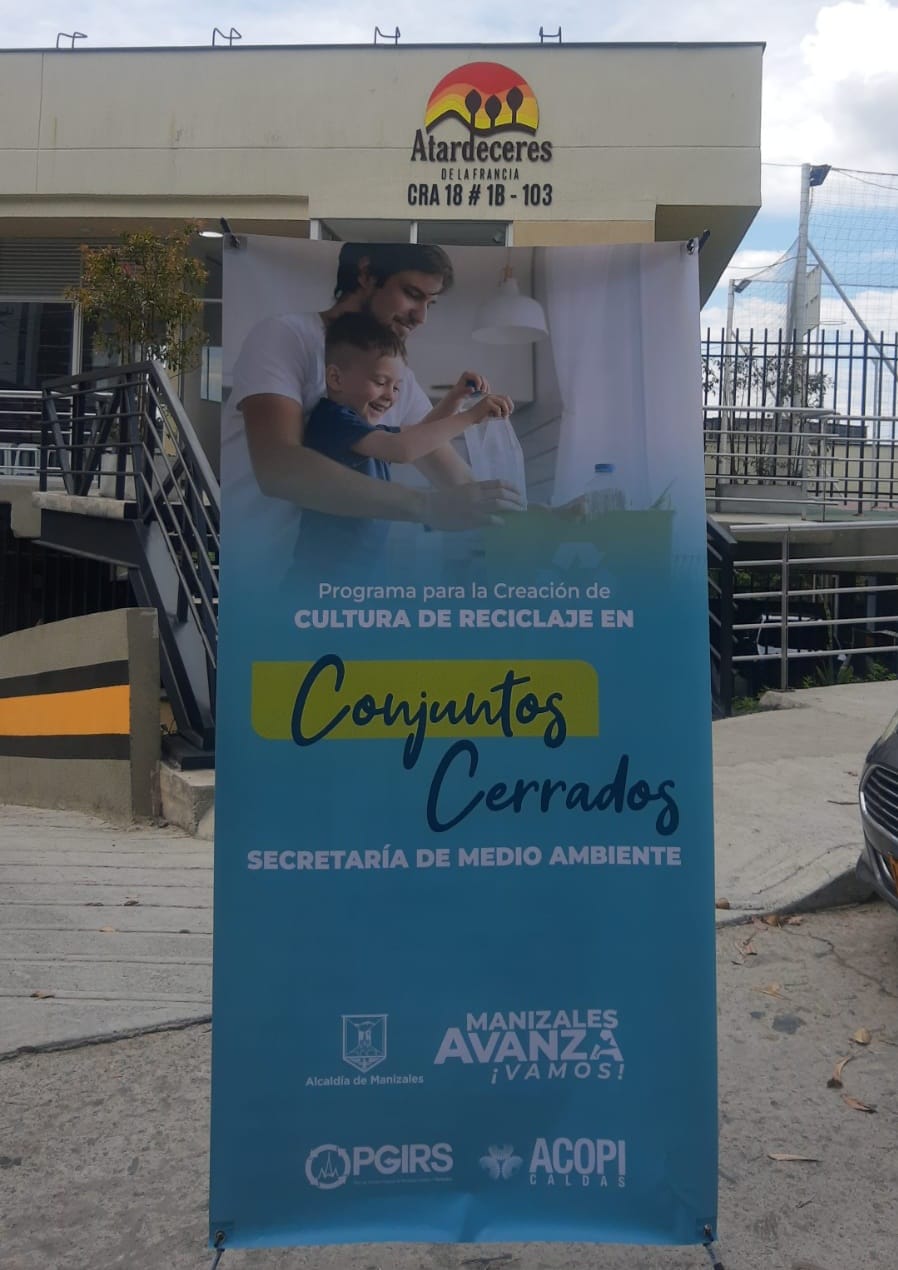 Atardeceres
DE LA FRANCIA
CRA 18 # 1B - 103
Programa para la Creación de
CULTURA DE RECICLAJE EN
Conjuntos
Cerrados
SECRETARÍA DE MEDIO AMBIENTE
MANIZALES
AVANZA
¡VAMOS!
Alcaldía de Manizales
PGIRS
ACOPI
CALDAS